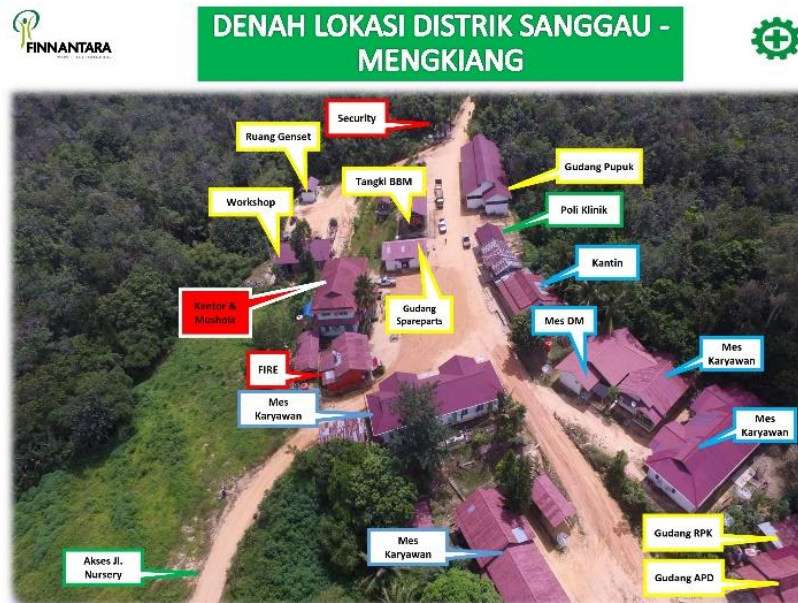 FINNANTARA
DENAH LOKASI DISTRIK SANGGAU -
MENGKIANG
Security
Ruang Genset
Tangki BBM
Gudang Pupuk
Workshop
Poli Klinik
Kantin
Kantor &
Mushola
Gudang
Spareparts
Mes DM
Mes
Karyawan
FIRE
Mes
Karyawan
Mes
Karyawan
Mes
Karyawan
Gudang RPK
Akses Jl.
Nursery
Gudang APD